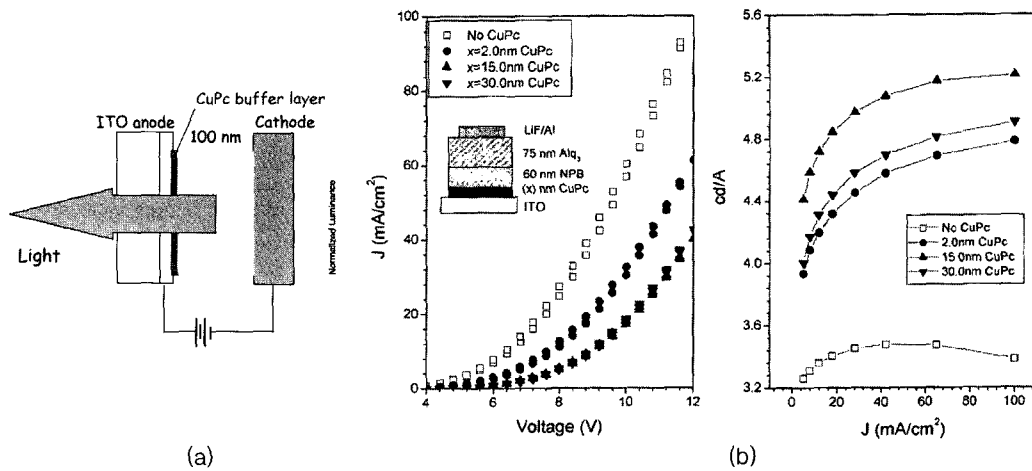 CuPc buffer layer
ITO anode
100 nm
Cathode
Light
(a)
Normalized Luminance
J (mA/cm²)
100
80
60
40
20
0
No CuPc
x=2.0nm CuPc
x=15.0nm CuPc
x=30.0nm CuPc
LiF/Al
75 nm Alq₃
60 nm NPB
(x) nm CuPc
ITO
4 6 8 10 12
Voltage (V)
cd/A
5.6
5.2
4.8
4.4
4.0
3.6
3.2
No CuPc
2.0nm CuPc
15.0nm CuPc
30.0nm CuPc
0 20 40 60 80 100
J (mA/cm²)
(b)